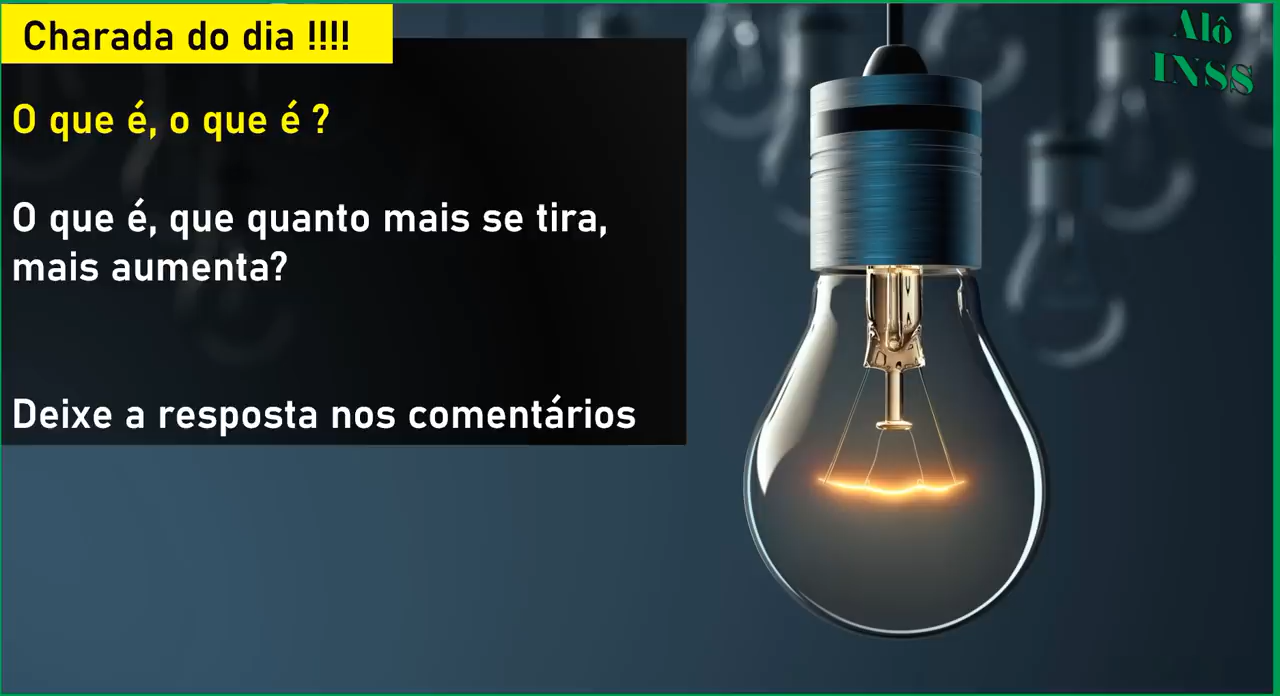 Charada do dia !!!!
Alô
INSS
O que é, o que é ?
O que é, que quanto mais se tira,
mais aumenta?
Deixe a resposta nos comentários